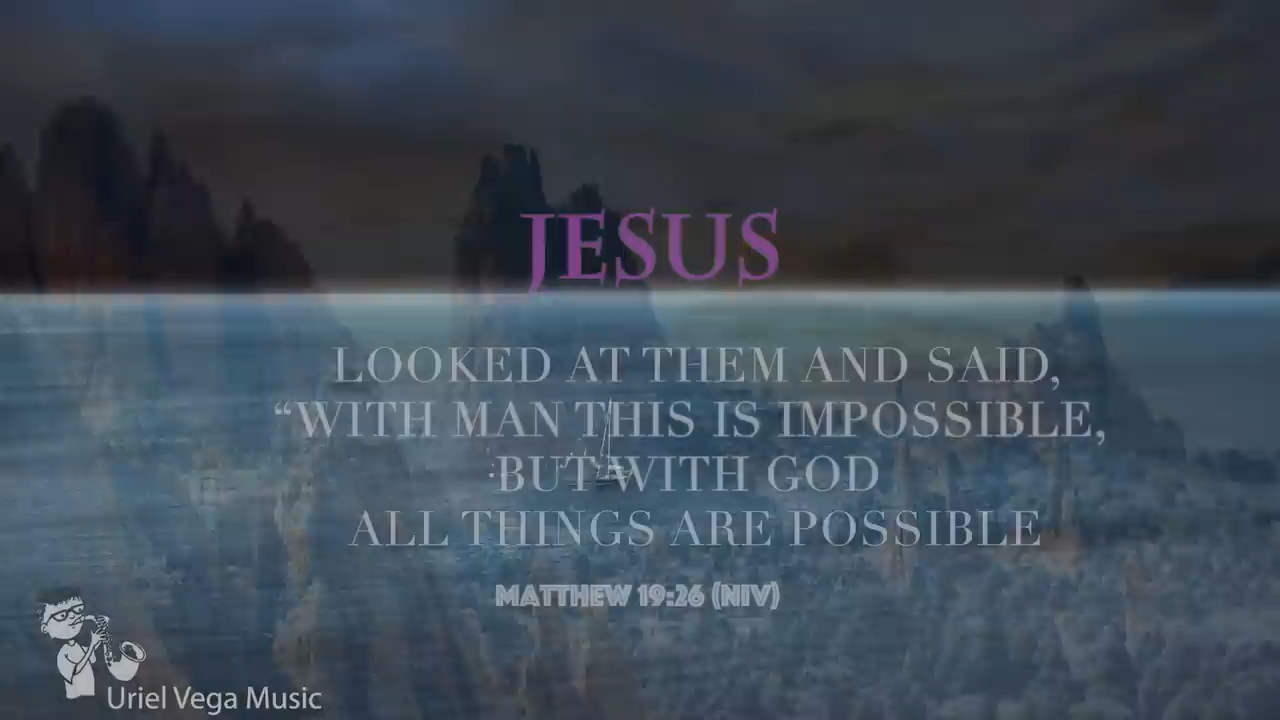 JESUS
LOOKED AT THEM AND SAID,
“WITH MAN THIS IS IMPOSSIBLE,
BUT WITH GOD
ALL THINGS ARE POSSIBLE
MATTHEW 19:26 (NIV)
Uriel Vega Music